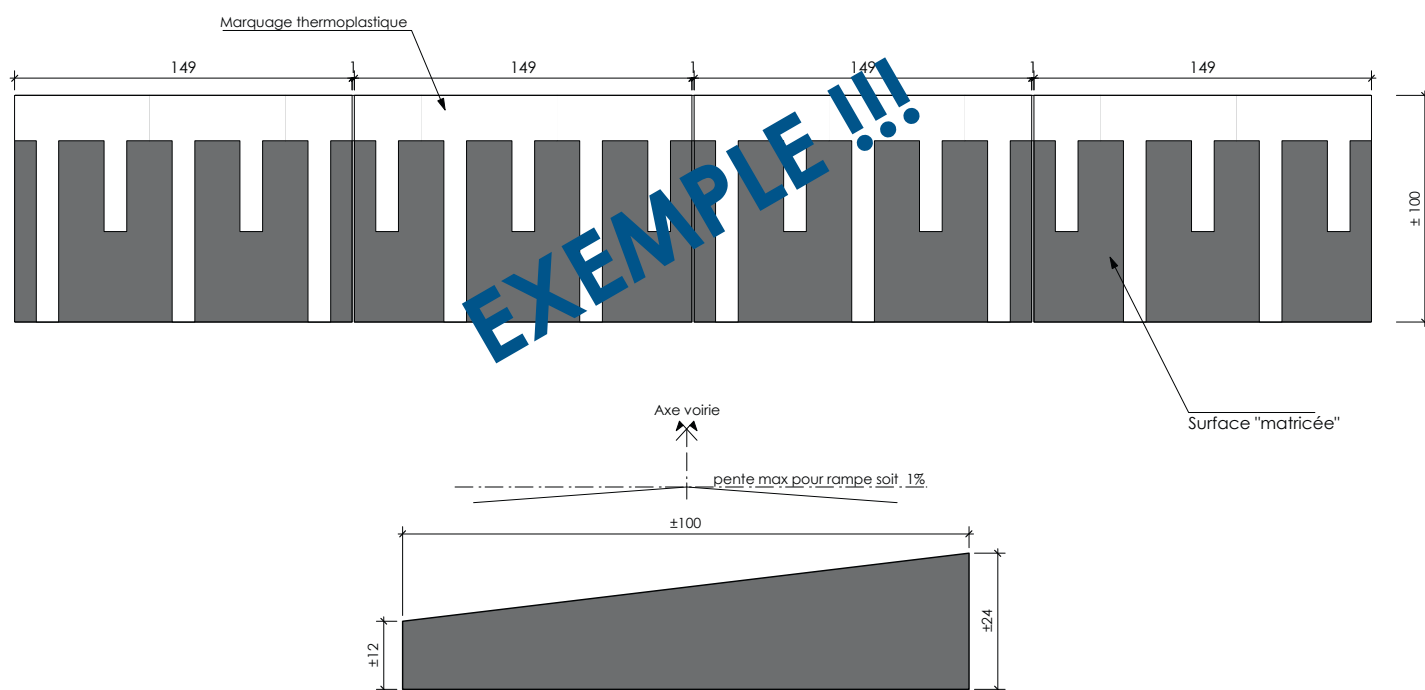 Marquage thermoplastique
149 1 149 1 149 1 149
± 100
EXEMPLE !!!
Surface "matricée"
Axe voirie
pente max pour rampe soit 1%
±100
±12
±24